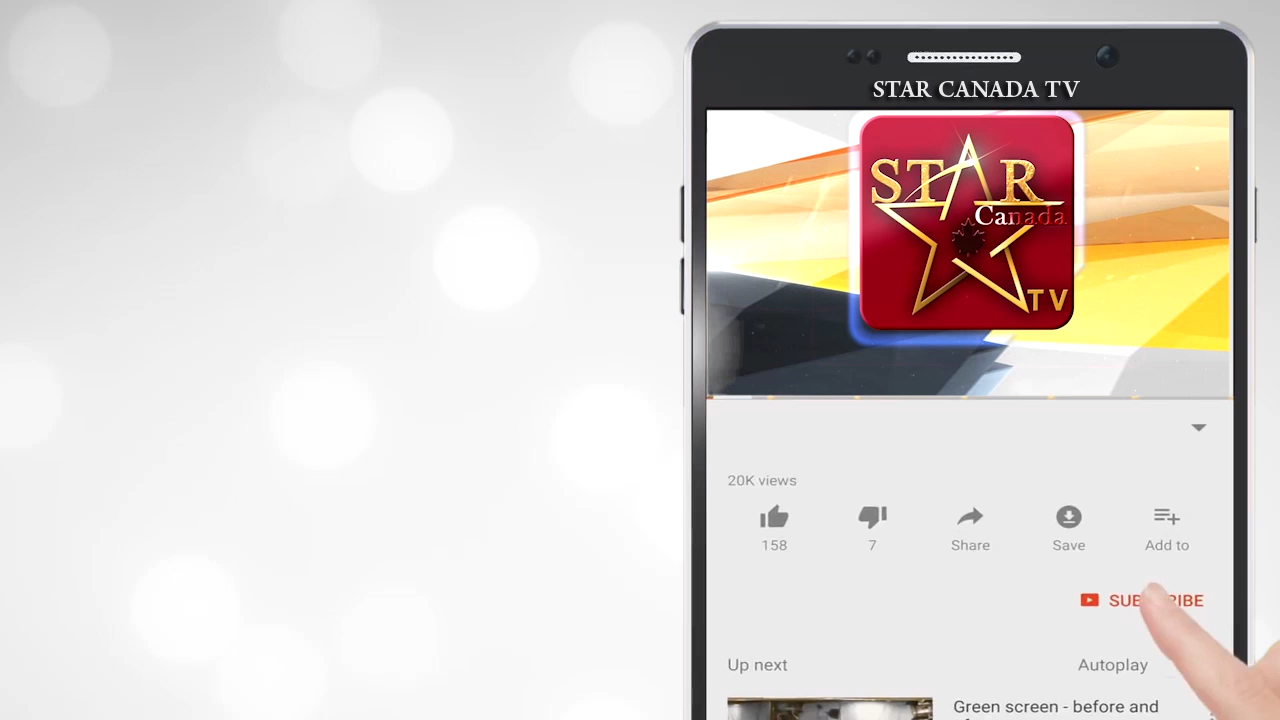 STAR CANADA TV
STAR
Canada
TV
20K views
158
7
Share
Save
Add to
SUBSCRIBE
Up next
Autoplay
Green screen - before and